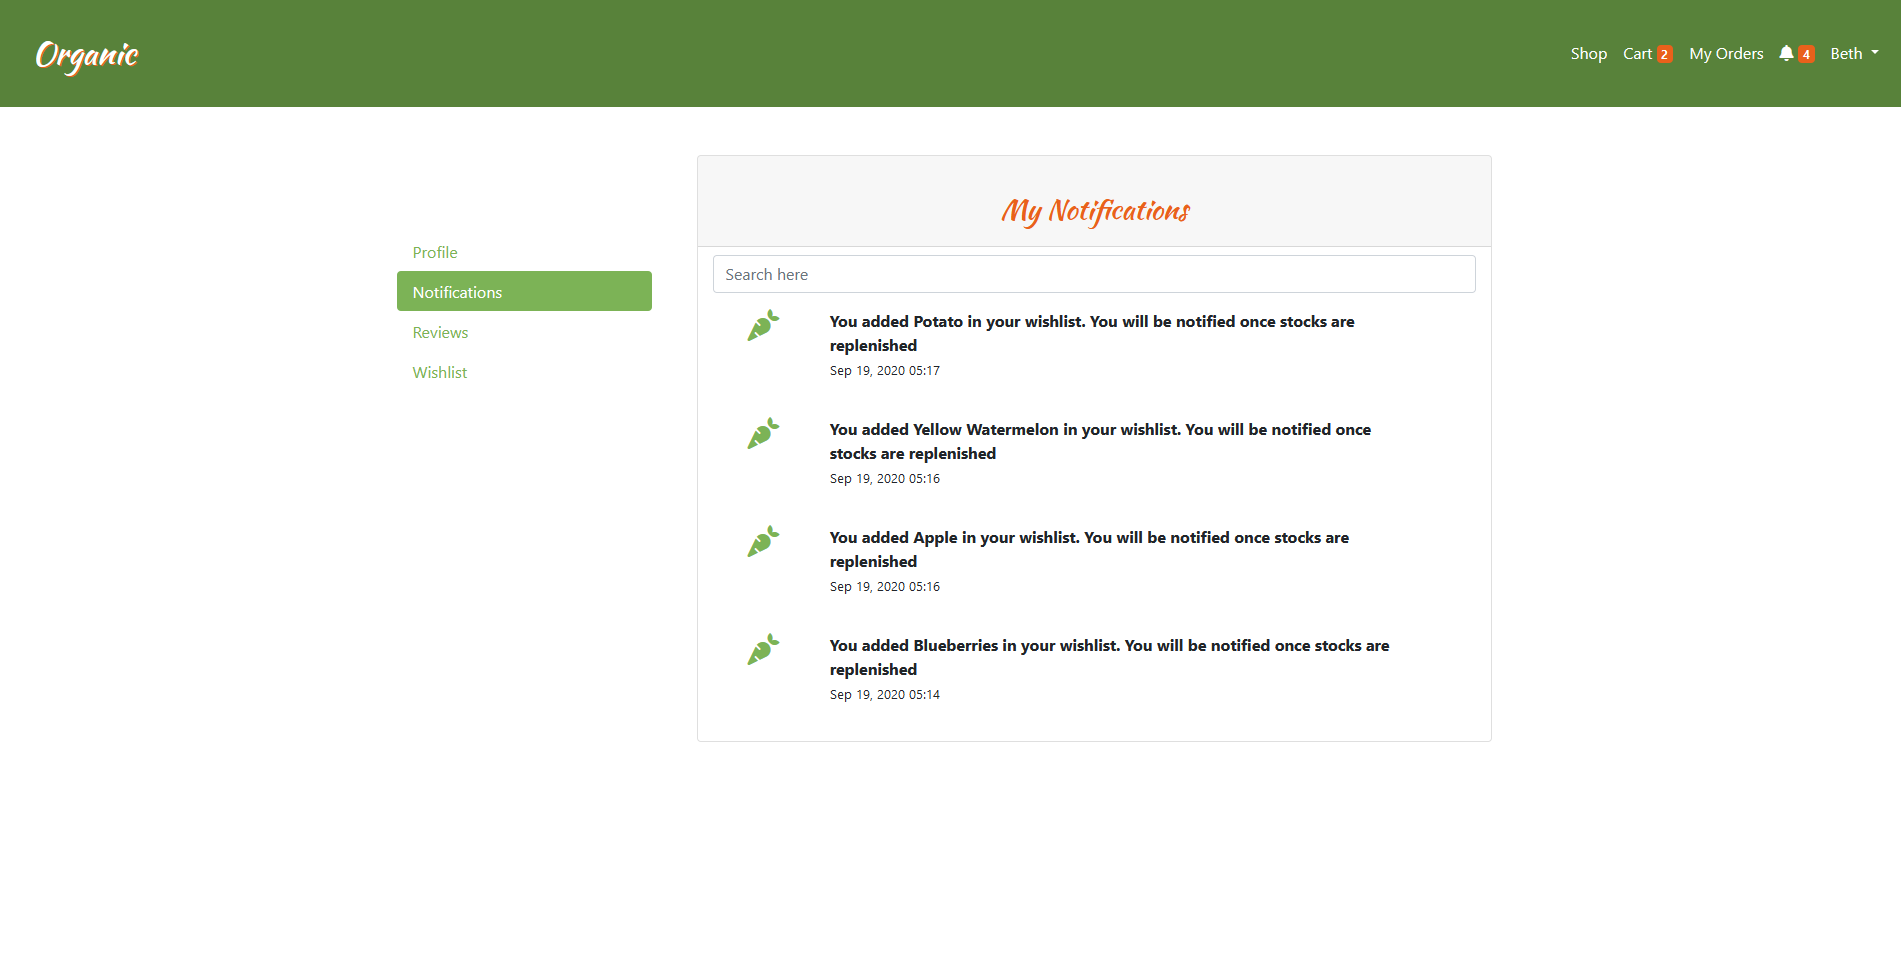 Organic
Shop Cart 2 My Orders 4 Beth
My Notifications
Profile
Notifications
Reviews
Wishlist
Search here
You added Potato in your wishlist. You will be notified once stocks are
replenished
Sep 19, 2020 05:17
You added Yellow Watermelon in your wishlist. You will be notified once
stocks are replenished
Sep 19, 2020 05:16
You added Apple in your wishlist. You will be notified once stocks are
replenished
Sep 19, 2020 05:16
You added Blueberries in your wishlist. You will be notified once stocks are
replenished
Sep 19, 2020 05:14